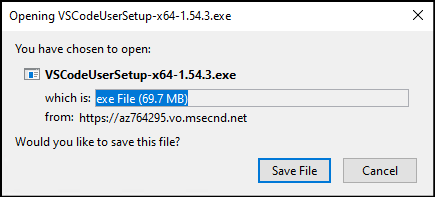 Opening VSCodeUserSetup-x64-1.54.3.exe
You have chosen to open:
VSCodeUserSetup-x64-1.54.3.exe
which is: exe File (69.7 MB)
from: https://az764295.vo.msecnd.net
Would you like to save this file?
Save File Cancel